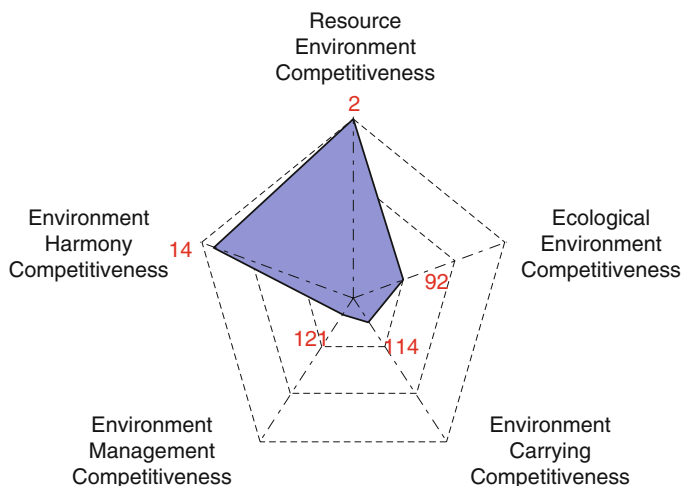 Resource
Environment
Competitiveness
2
Environment
Harmony
Competitiveness
14
Ecological
Environment
Competitiveness
92
121
114
Environment
Management
Competitiveness
Environment
Carrying
Competitiveness